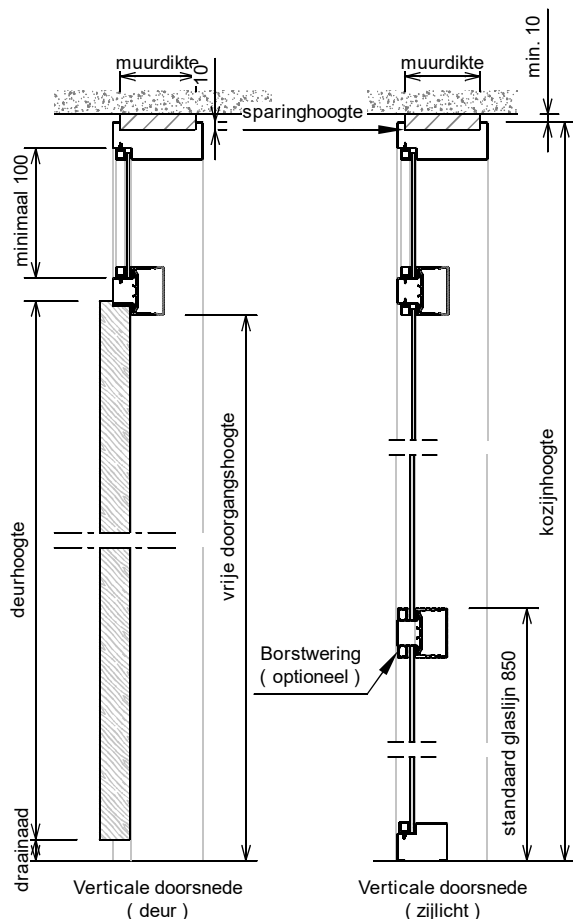 muurdikte
10
muurdikte
min. 10
sparinghoogte
minimaal 100
deurhoogte
vrije doorgangshoogte
kozijnhoogte
Borstwering
( optioneel )
standaard glaslijn 850
draainaad
Verticale doorsnede
( deur )
Verticale doorsnede
( zijlicht )